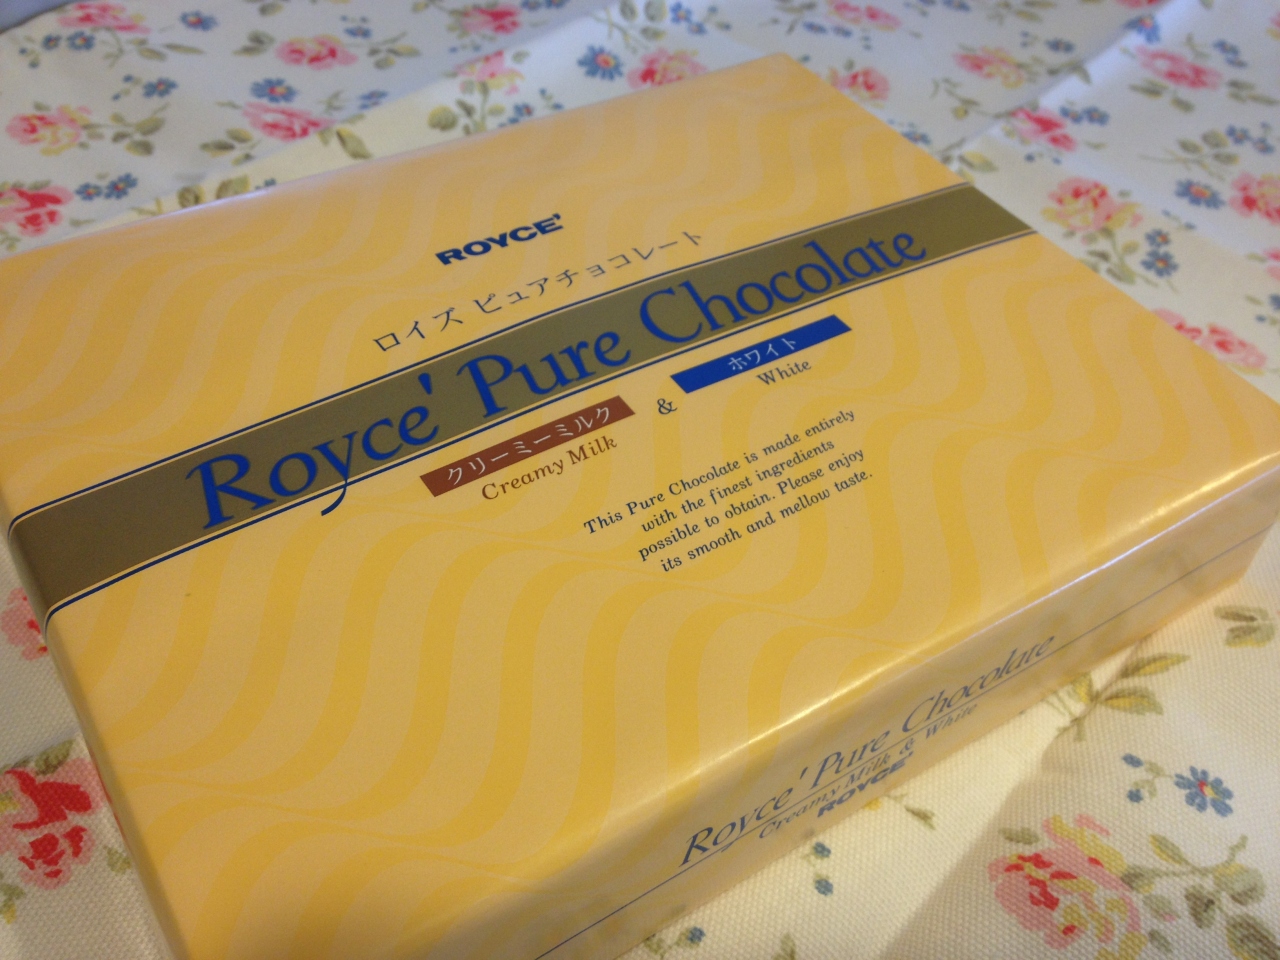 ROYCE'
ロイズ ピュアチョコレート
Royce' Pure Chocolate
クリーミーミルク
Creamy Milk
&
ホワイト
White
This Pure Chocolate is made entirely
with the finest ingredients
possible to obtain. Please enjoy
its smooth and mellow taste.
Royce' Pure Chocolate
Creamy Milk & White
ROYCE'